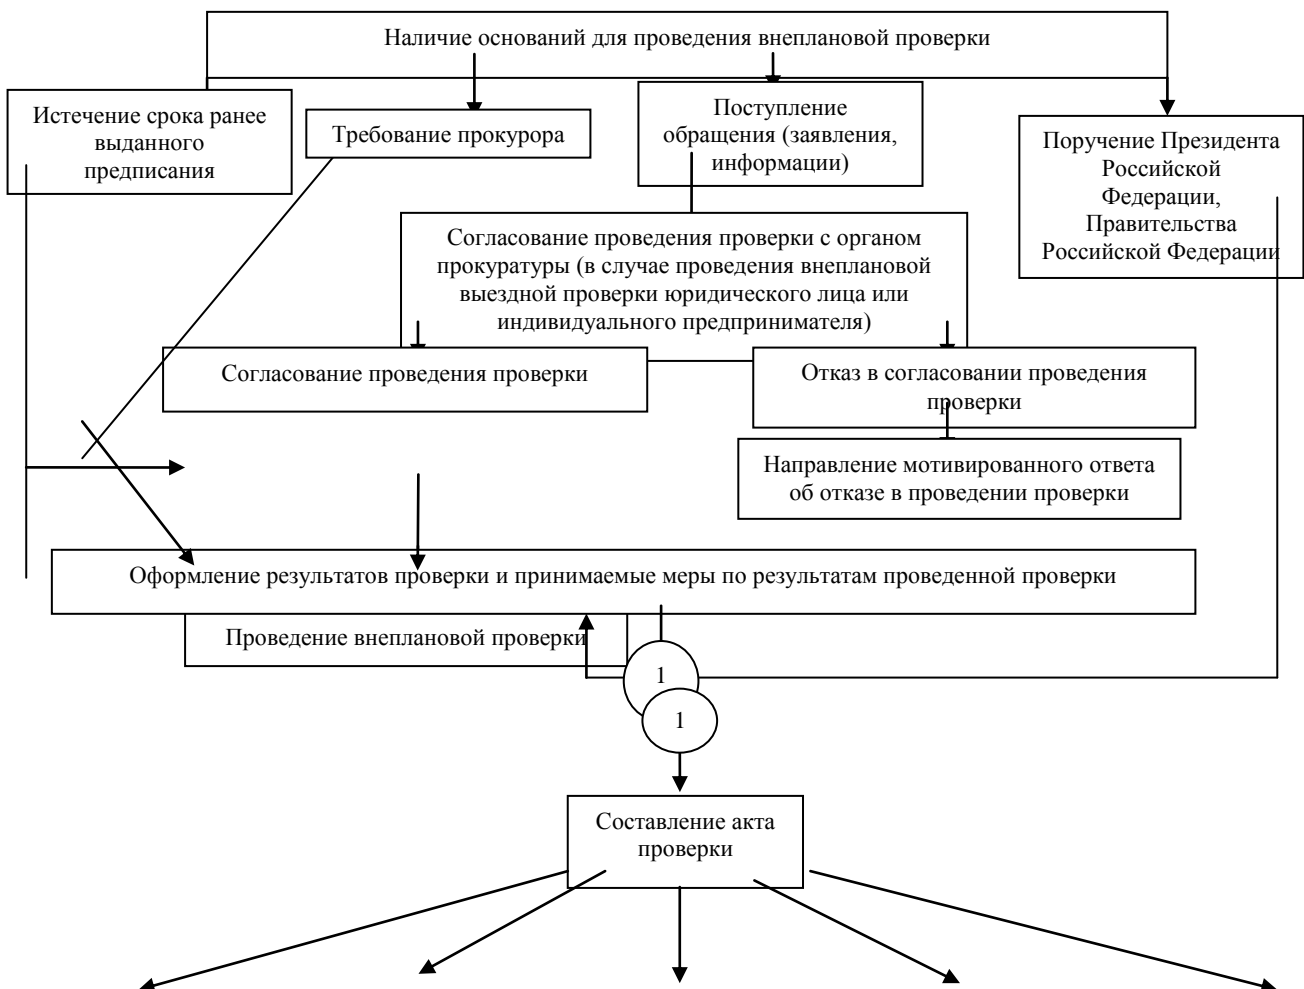 Наличие оснований для проведения внеплановой проверки
Истечение срока ранее
выданного
предписания
Требование прокурора
Поступление
обращения (заявления,
информации)
Поручение Президента
Российской
Федерации,
Правительства
Российской Федерации
Согласование проведения проверки с органом
прокуратуры (в случае проведения внеплановой
выездной проверки юридического лица или
индивидуального предпринимателя)
Согласование проведения проверки
Отказ в согласовании проведения
проверки
Направление мотивированного ответа
об отказе в проведении проверки
Оформление результатов проверки и принимаемые меры по результатам проведенной проверки
Проведение внеплановой проверки
1
1
Составление акта
проверки